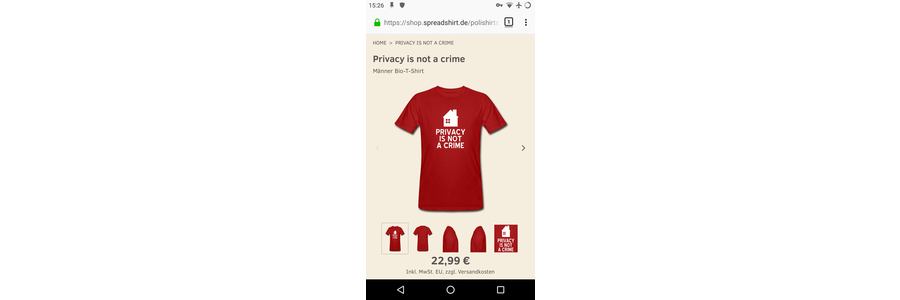 15:26
https://shop.spreadshirt.de/polishirts
1
HOME > PRIVACY IS NOT A CRIME
Privacy is not a crime
Männer Bio-T-Shirt
PRIVACY
IS NOT
A CRIME
PRIVACY
IS NOT
A CRIME
22,99 €
Inkl. MwSt. EU, zzgl. Versandkosten